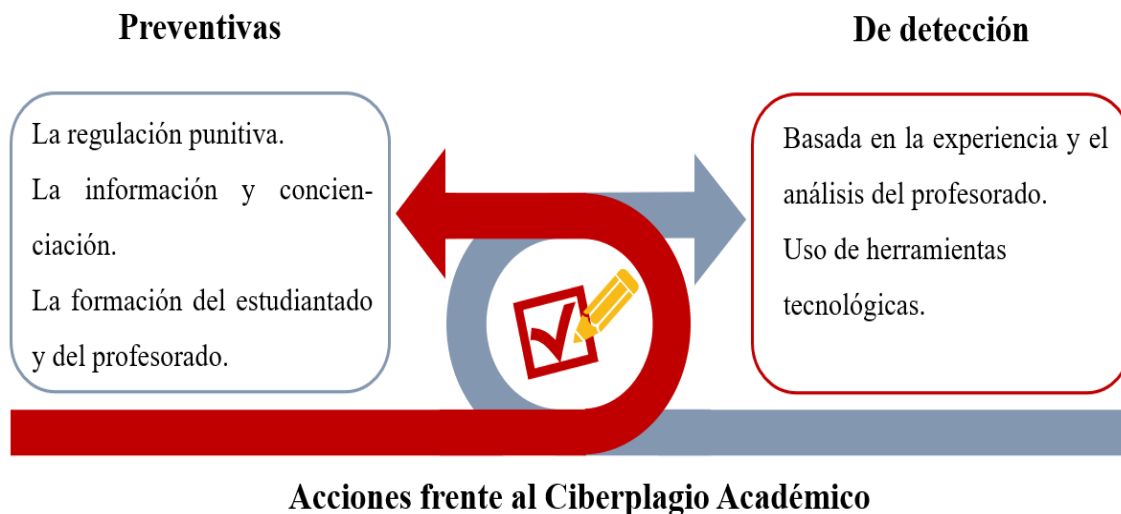 Preventivas
La regulación punitiva.
La información y concien-
ciación.
La formación del estudiantado
y del profesorado.
De detección
Basada en la experiencia y el
análisis del profesorado.
Uso de herramientas
tecnológicas.
Acciones frente al Ciberplagio Académico